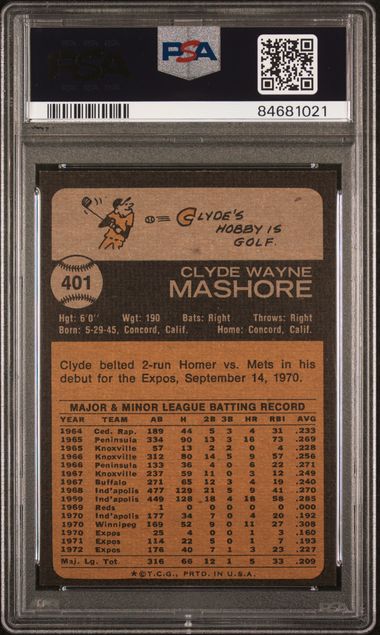 PSA
PSA
84681021
CLYDE'S
HOBBY IS
GOLF.
401
CLYDE WAYNE
MASHORE
Hgt: 6'0" Wgt: 190 Bats: Right Throws: Right
Born: 5-29-45, Concord, Calif. Home: Concord, Calif.
Clyde belted 2-run Homer vs. Mets in his
debut for the Expos, September 14, 1970.
MAJOR & MINOR LEAGUE BATTING RECORD
YEAR TEAM AB H 2B 3B HR RBI AVG
1964 Ced. Rap. 189 44 5 3 4 31 .233
1965 Peninsula 334 90 13 3 16 73 .269
1965 Knoxville 57 13 2 2 0 4 .228
1966 Knoxville 312 80 14 5 9 57 .256
1966 Peninsula 133 36 4 0 6 22 .271
1967 Knoxville 237 59 11 0 3 12 .249
1967 Buffalo 271 65 12 3 4 19 .240
1968 Ind'apolis 477 129 21 5 9 41 .270
1959 Ind'apolis 449 128 18 4 18 58 .285
1969 Reds 1 0 0 0 0 0 .000
1970 Ind'apolis 177 34 7 0 4 20 .192
1970 Winnipeg 169 52 9 0 11 27 .308
1970 Expos 25 4 0 0 1 3 .160
1971 Expos 114 22 5 0 1 7 .193
1972 Expos 176 40 7 1 3 23 .227
Maj. Lg. Tot. 316 66 12 1 5 33 .209
*©T.C.G., PRTD. IN U.S.A.